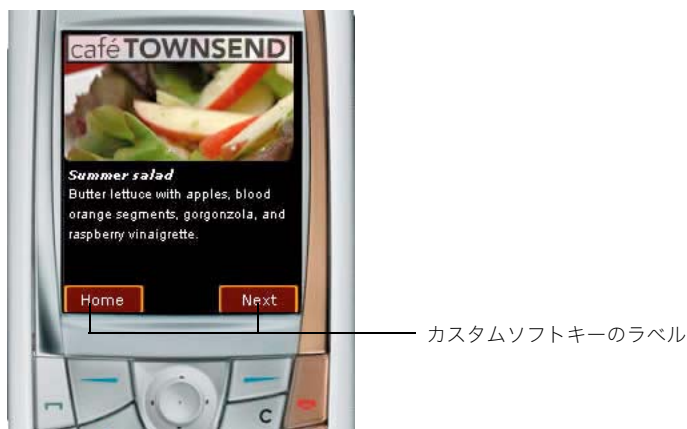 café TOWNSEND
Summer salad
Butter lettuce with apples, blood
orange segments, gorgonzola, and
raspberry vinaigrette.
Home Next
カスタムソフトキーのラベル
C